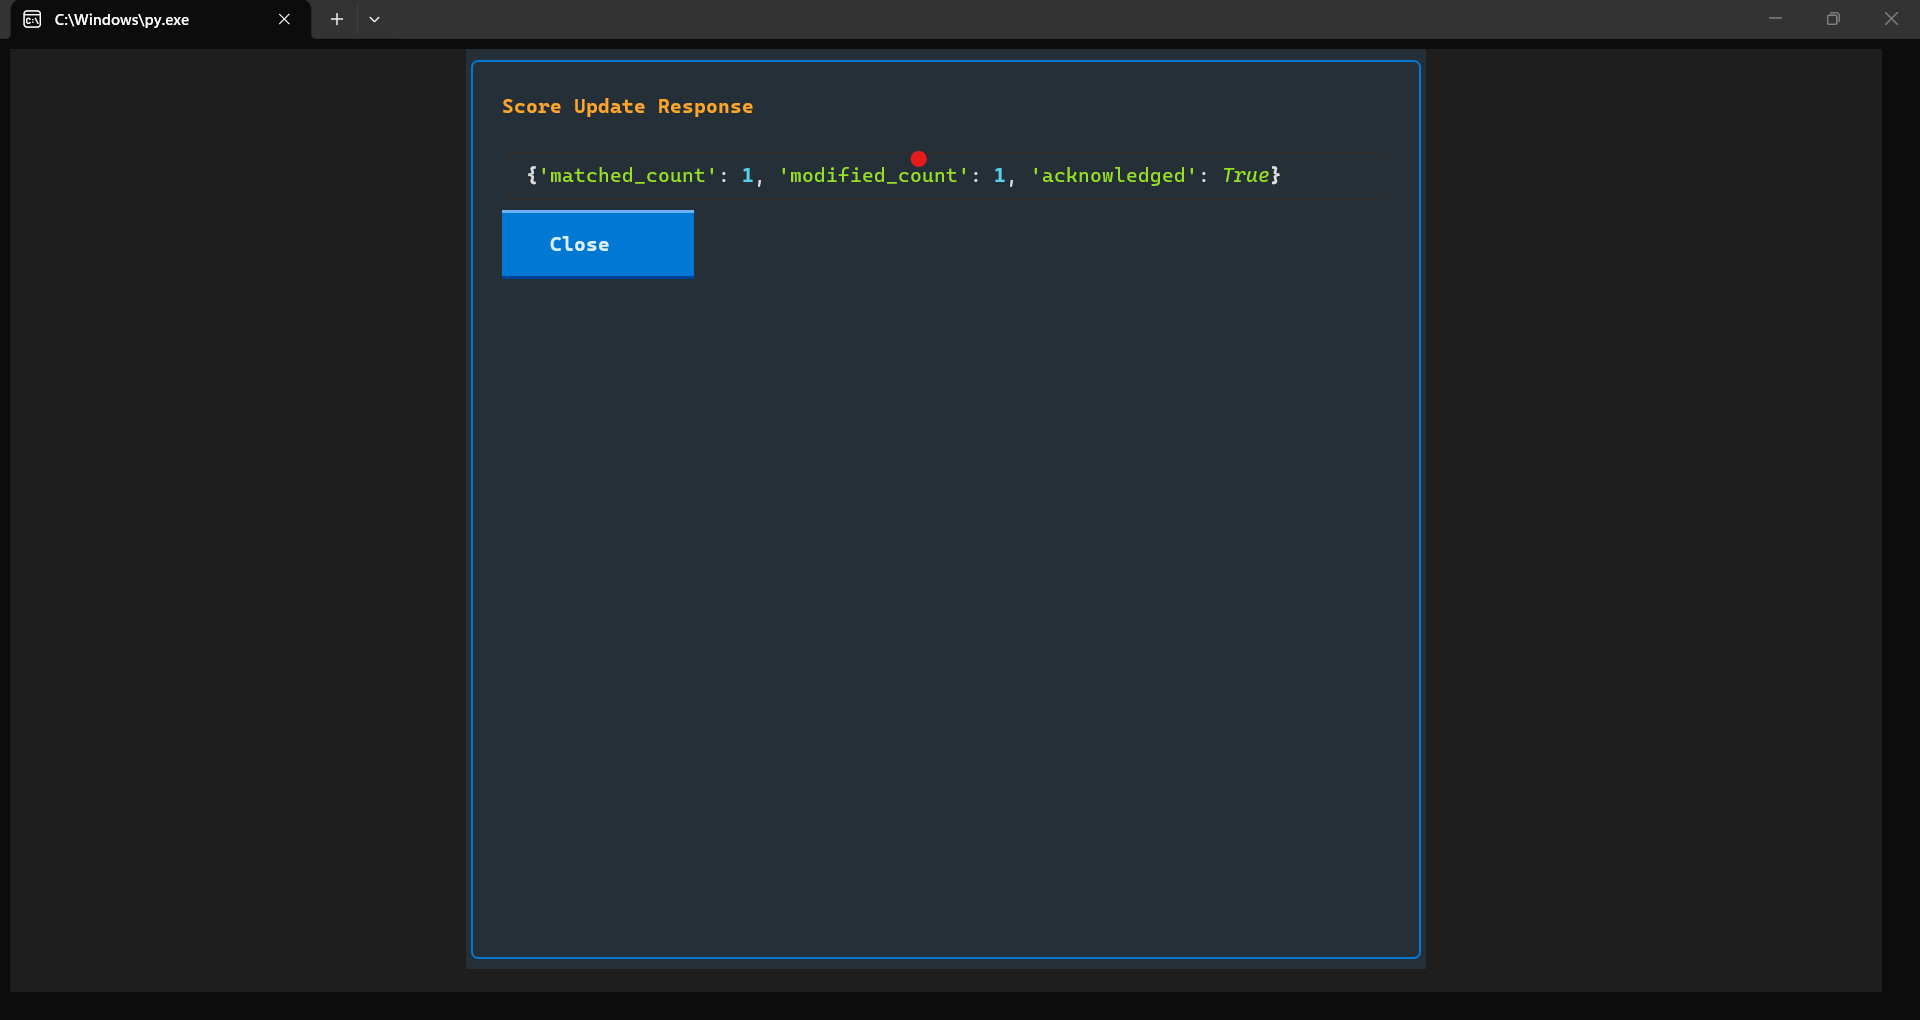 C:\Windows\py.exe
Score Update Response
{'matched_count': 1, 'modified_count': 1, 'acknowledged': True}
Close